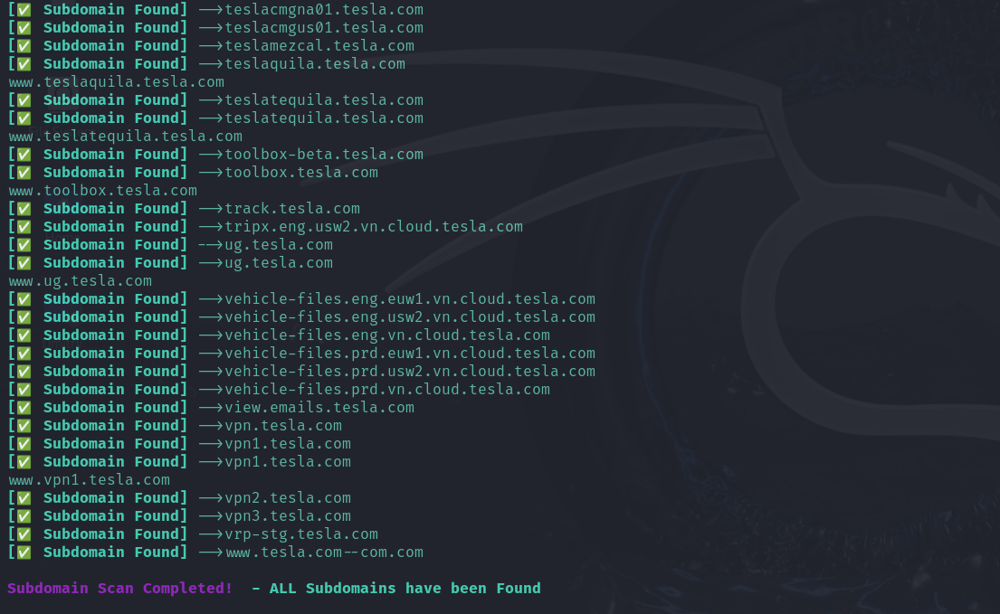 [✅ Subdomain Found] -->teslacmgna01.tesla.com
[✅ Subdomain Found] -->teslacmgus01.tesla.com
[✅ Subdomain Found] -->teslamezcal.tesla.com
[✅ Subdomain Found] -->teslaquila.tesla.com
www.teslaquila.tesla.com
[✅ Subdomain Found] -->teslatequila.tesla.com
[✅ Subdomain Found] -->teslatequila.tesla.com
www.teslatequila.tesla.com
[✅ Subdomain Found] -->toolbox-beta.tesla.com
[✅ Subdomain Found] -->toolbox.tesla.com
www.toolbox.tesla.com
[✅ Subdomain Found] -->track.tesla.com
[✅ Subdomain Found] -->tripx.eng.usw2.vn.cloud.tesla.com
[✅ Subdomain Found] -->ug.tesla.com
[✅ Subdomain Found] -->ug.tesla.com
www.ug.tesla.com
[✅ Subdomain Found] -->vehicle-files.eng.euw1.vn.cloud.tesla.com
[✅ Subdomain Found] -->vehicle-files.eng.usw2.vn.cloud.tesla.com
[✅ Subdomain Found] -->vehicle-files.eng.vn.cloud.tesla.com
[✅ Subdomain Found] -->vehicle-files.prd.euw1.vn.cloud.tesla.com
[✅ Subdomain Found] -->vehicle-files.prd.usw2.vn.cloud.tesla.com
[✅ Subdomain Found] -->vehicle-files.prd.vn.cloud.tesla.com
[✅ Subdomain Found] -->view.emails.tesla.com
[✅ Subdomain Found] -->vpn.tesla.com
[✅ Subdomain Found] -->vpn1.tesla.com
[✅ Subdomain Found] -->vpn1.tesla.com
www.vpn1.tesla.com
[✅ Subdomain Found] -->vpn2.tesla.com
[✅ Subdomain Found] -->vpn3.tesla.com
[✅ Subdomain Found] -->vrp-stg.tesla.com
[✅ Subdomain Found] -->www.tesla.com--com.com
Subdomain Scan Completed! - ALL Subdomains have been Found